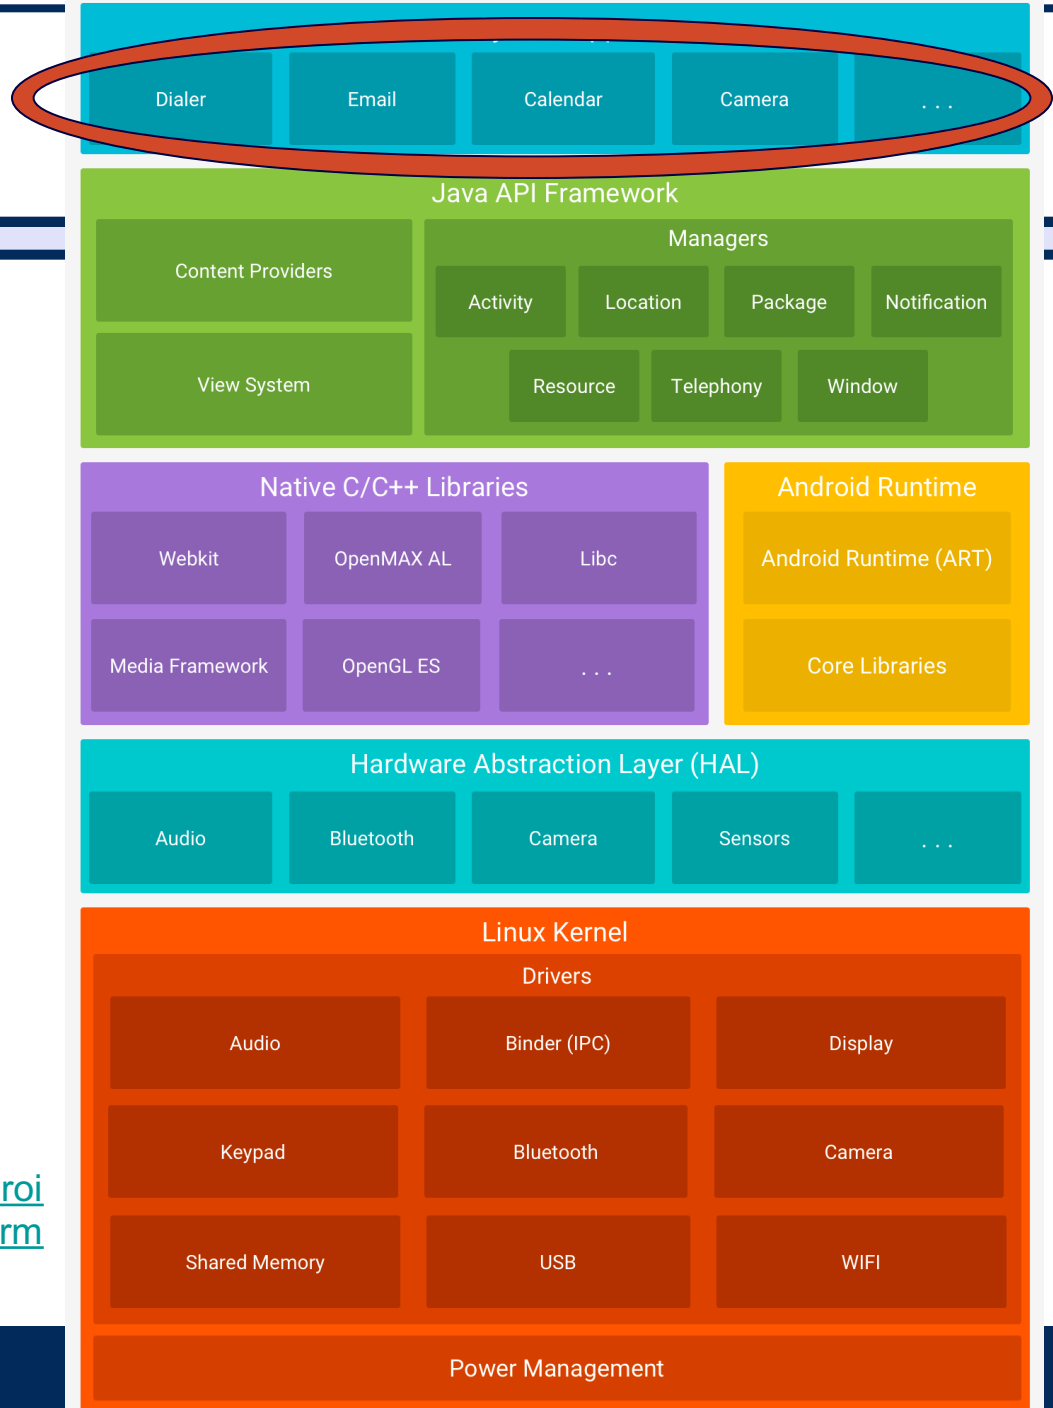 Dialer Email Calendar Camera . . .
Java API Framework
Content Providers
View System
Managers
Activity Location Package Notification
Resource Telephony Window
Native C/C++ Libraries
Webkit OpenMAX AL Libc
Media Framework OpenGL ES . . .
Android Runtime
Android Runtime (ART)
Core Libraries
Hardware Abstraction Layer (HAL)
Audio Bluetooth Camera Sensors . . .
Linux Kernel
Drivers
Audio Binder (IPC) Display
Keypad Bluetooth Camera
Shared Memory USB WIFI
Power Management
roi
rm